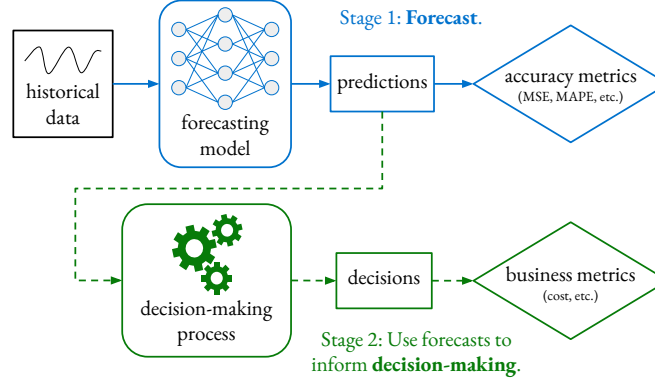 Stage 1: Forecast.
historical
data
forecasting
model
predictions
accuracy metrics
(MSE, MAPE, etc.)
decision-making
process
decisions
business metrics
(cost, etc.)
Stage 2: Use forecasts to
inform decision-making.